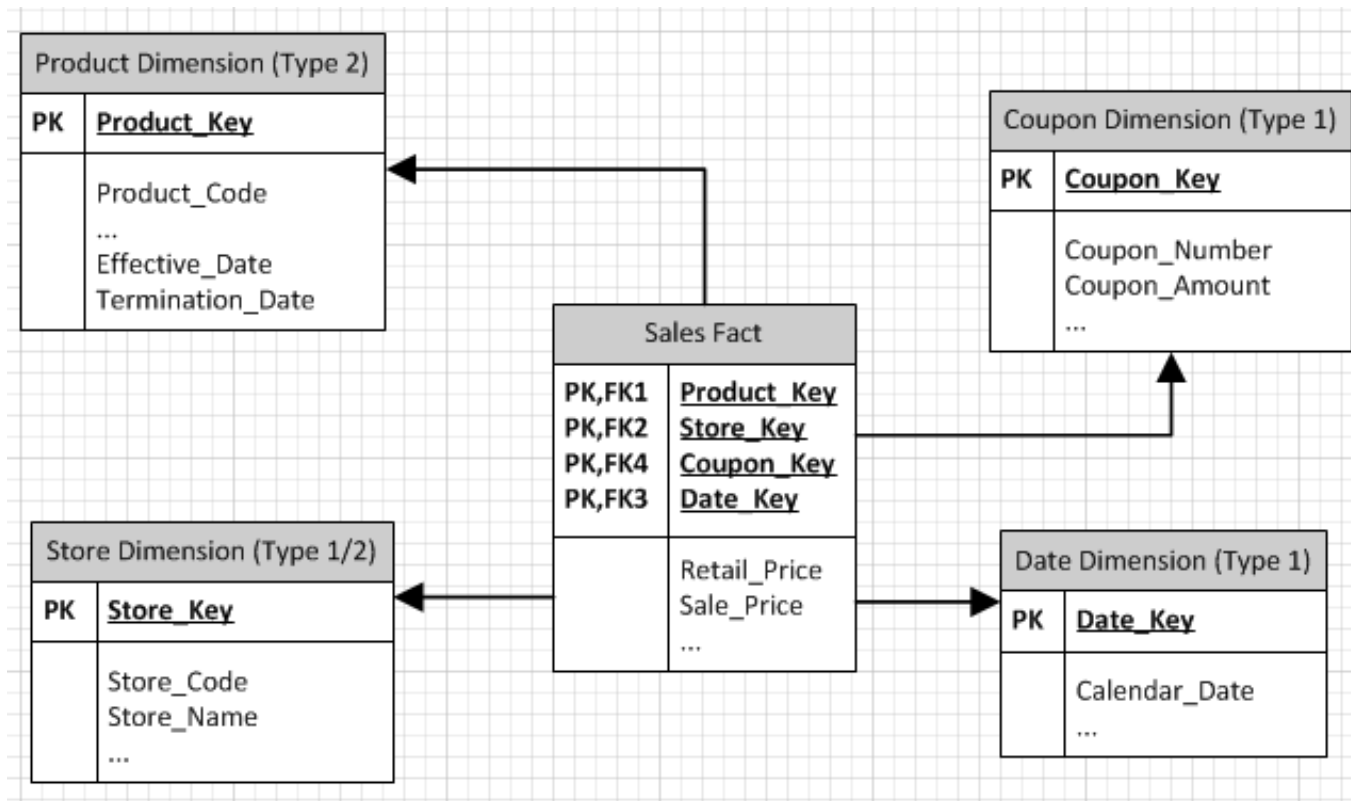 Product Dimension (Type 2)
PK Product_Key
Product_Code
...
Effective_Date
Termination_Date
Coupon Dimension (Type 1)
PK Coupon_Key
Coupon_Number
Coupon_Amount
...
Sales Fact
PK,FK1 Product_Key
PK,FK2 Store_Key
PK,FK4 Coupon_Key
PK,FK3 Date_Key
Retail_Price
Sale_Price
...
Store Dimension (Type 1/2)
PK Store_Key
Store_Code
Store_Name
...
Date Dimension (Type 1)
PK Date_Key
Calendar_Date
...